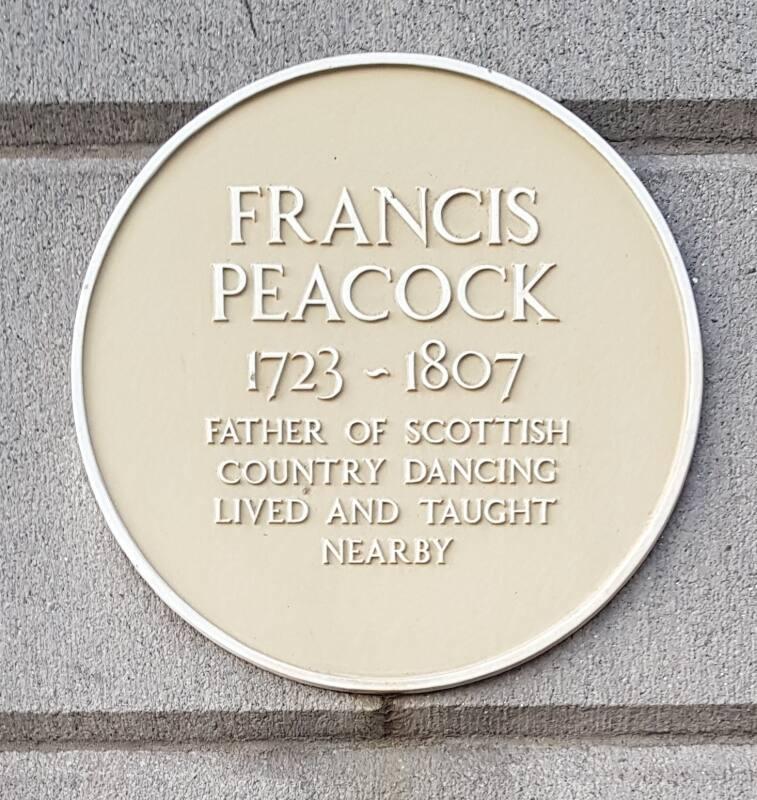 FRANCIS
PEACOCK
1723 ~ 1807
FATHER OF SCOTTISH
COUNTRY DANCING
LIVED AND TAUGHT
NEARBY